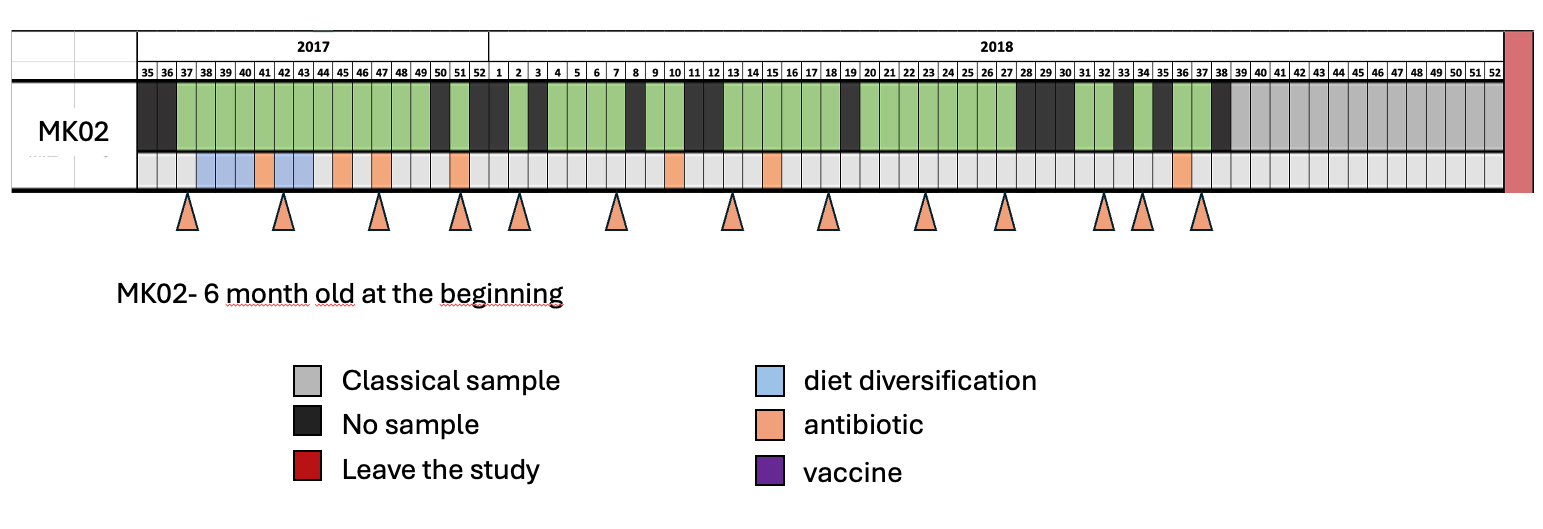 2017 2018
35 36 37 38 39 40 41 42 43 44 45 46 47 48 49 50 51 52 1 2 3 4 5 6 7 8 9 10 11 12 13 14 15 16 17 18 19 20 21 22 23 24 25 26 27 28 29 30 31 32 33 34 35 36 37 38 39 40 41 42 43 44 45 46 47 48 49 50 51 52
MK02
MK02- 6 month old at the beginning
Classical sample diet diversification
No sample antibiotic
Leave the study vaccine